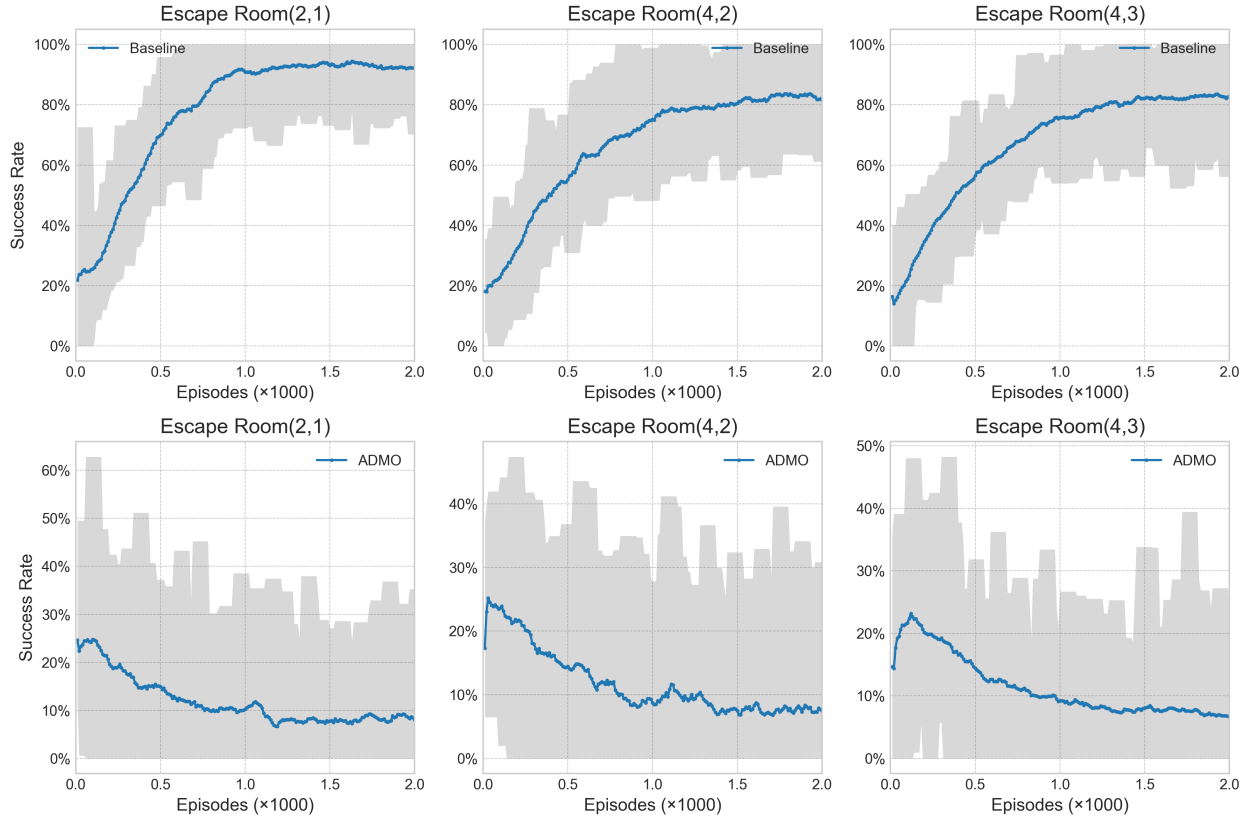 Escape Room(2,1)
Escape Room(4,2)
Escape Room(4,3)
Success Rate
100%
80%
60%
40%
20%
0%
Baseline
0.0 0.5 1.0 1.5 2.0
Episodes (×1000)
100%
80%
60%
40%
20%
0%
Baseline
0.0 0.5 1.0 1.5 2.0
Episodes (×1000)
100%
80%
60%
40%
20%
0%
Baseline
0.0 0.5 1.0 1.5 2.0
Episodes (×1000)
Escape Room(2,1)
Escape Room(4,2)
Escape Room(4,3)
Success Rate
60%
50%
40%
30%
20%
10%
0%
ADMO
0.0 0.5 1.0 1.5 2.0
Episodes (×1000)
40%
30%
20%
10%
0%
ADMO
0.0 0.5 1.0 1.5 2.0
Episodes (×1000)
50%
40%
30%
20%
10%
0%
ADMO
0.0 0.5 1.0 1.5 2.0
Episodes (×1000)